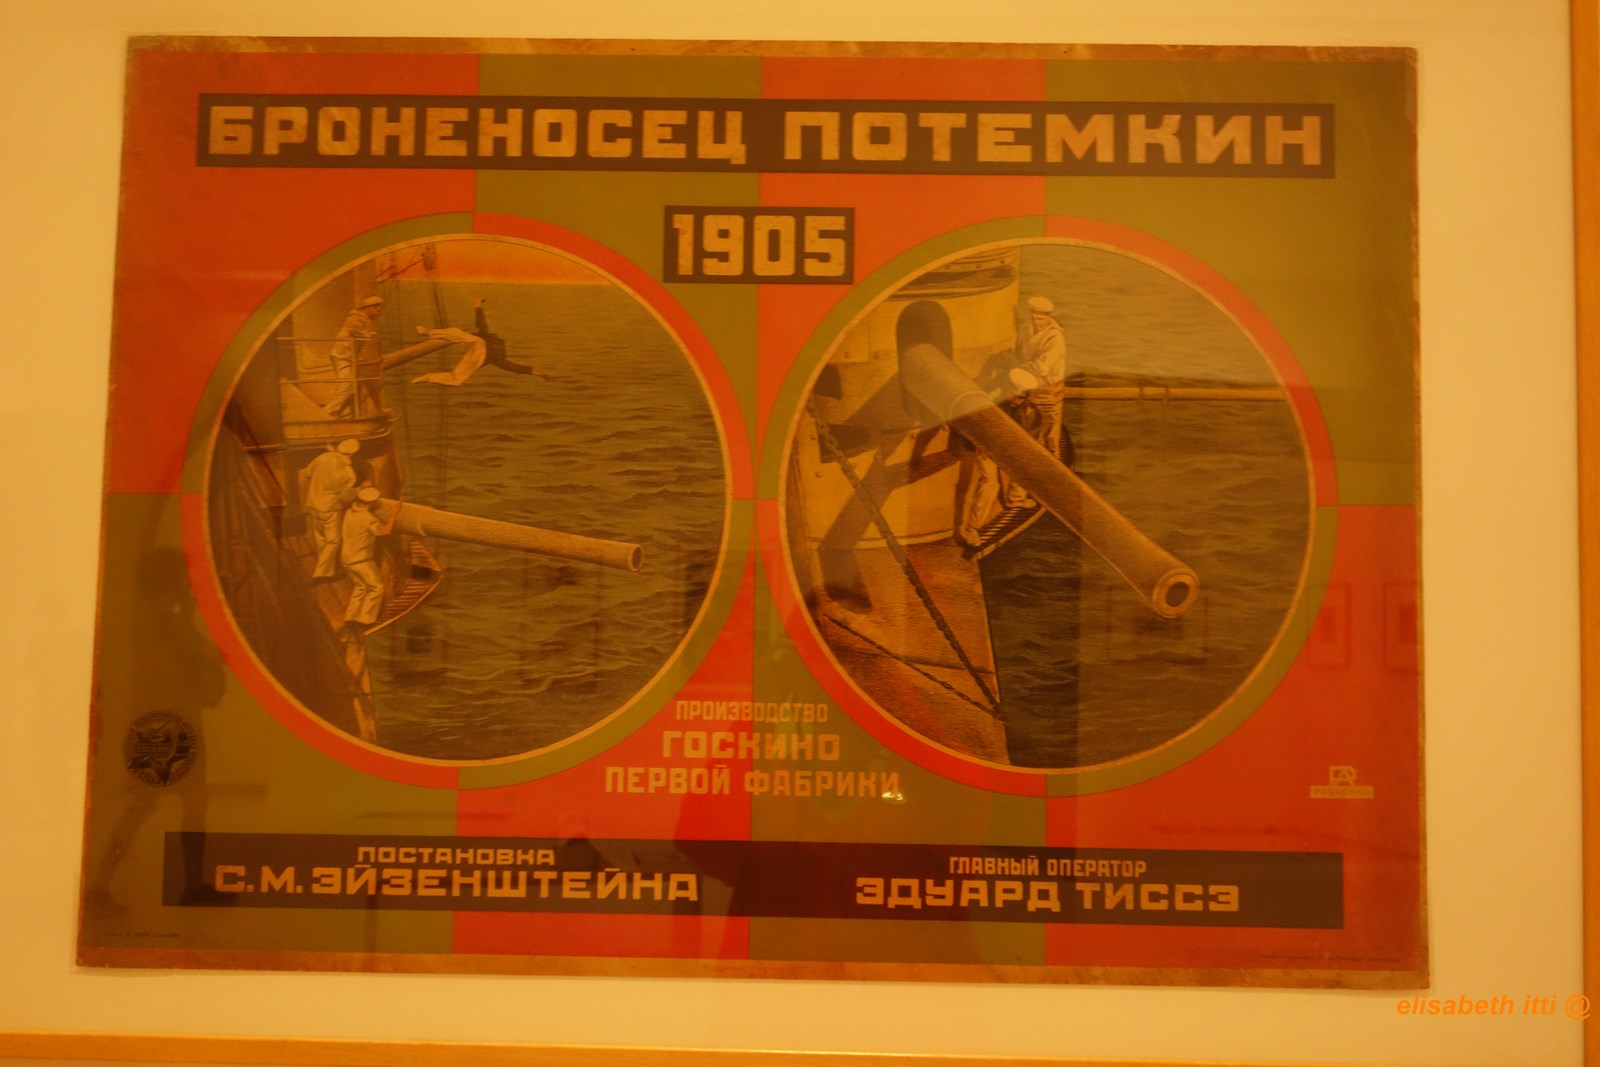 БРОНЕНОСЕЦ ПОТЕМКИН
1905
ПРОИЗВОДСТВО
ГОСКИНО
ПЕРВОЙ ФАБРИКИ
ПОСТАНОВКА
С.М. ЭЙЗЕНШТЕЙНА
ГЛАВНЫЙ ОПЕРАТОР
ЭДУАРД ТИССЭ
elisabeth itti @